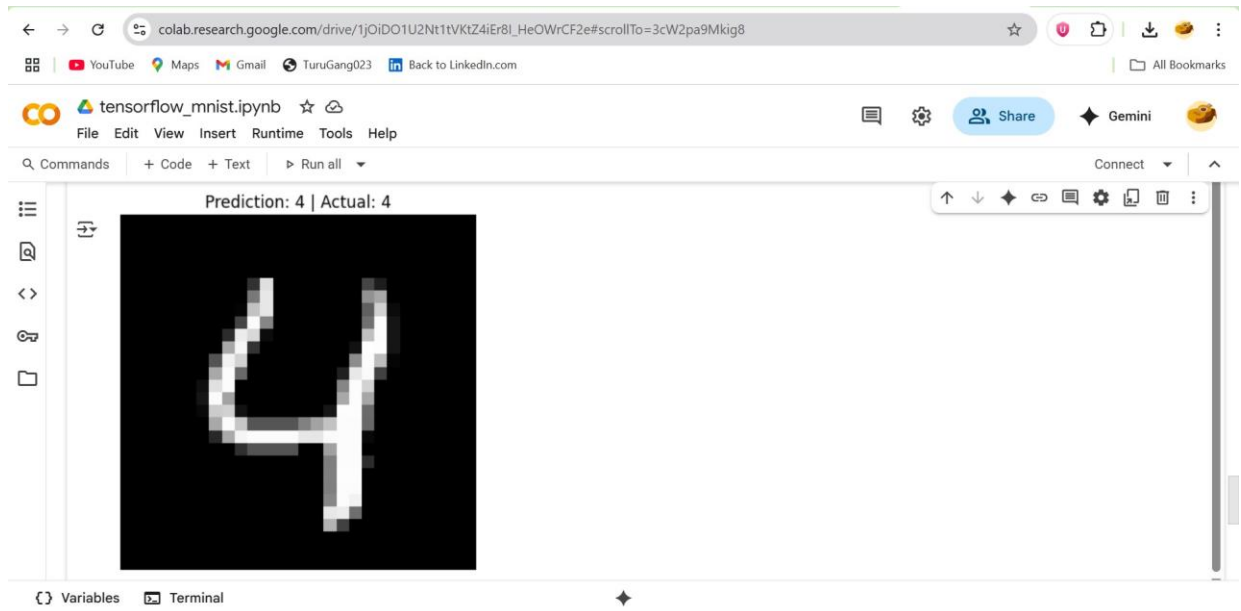 colab.research.google.com/drive/1jOiDO1U2Nt1tVKtZ4iEr8I_HeOWrCF2e#scrollTo=3cW2pa9Mkig8
YouTube Maps Gmail TuruGang023 Back to LinkedIn.com All Bookmarks
CO tensorflow_mnist.ipynb
File Edit View Insert Runtime Tools Help Share Gemini
Commands + Code + Text Run all Connect
Prediction: 4 | Actual: 4
4
Variables Terminal